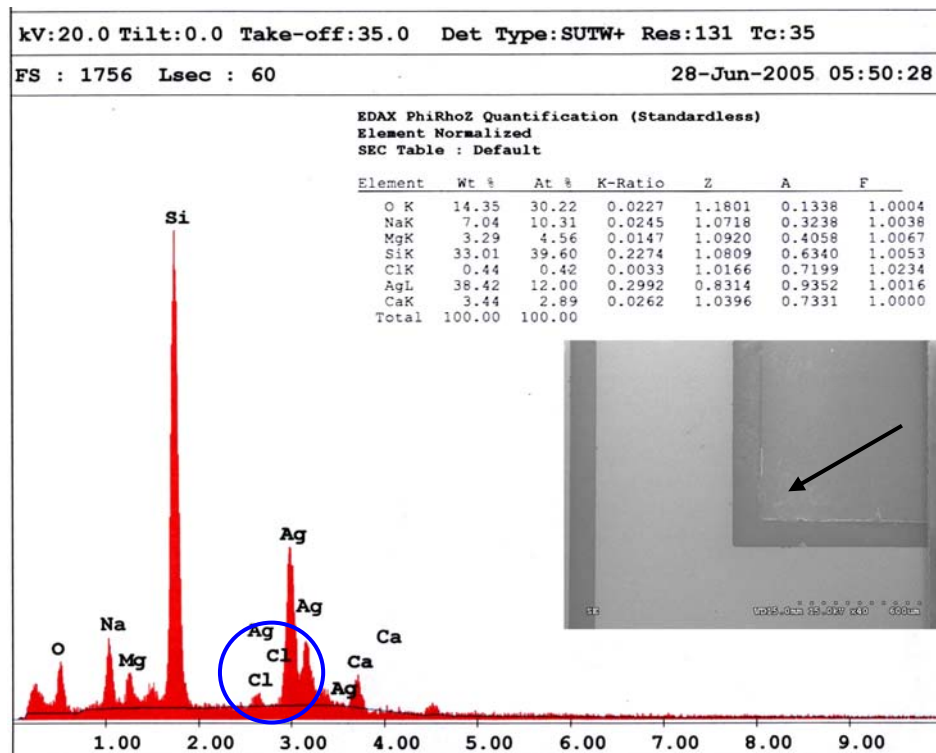 kV:20.0 Tilt:0.0 Take-off:35.0 Det Type:SUTW+ Res:131 Tc:35
FS : 1756 Lsec : 60 28-Jun-2005 05:50:28
EDAX PhiRhoZ Quantification (Standardless)
Element Normalized
SEC Table : Default
Element Wt % At % K-Ratio Z A F
O K 14.35 30.22 0.0227 1.1801 0.1338 1.0004
NaK 7.04 10.31 0.0245 1.0718 0.3238 1.0038
MgK 3.29 4.56 0.0147 1.0920 0.4058 1.0067
SiK 33.01 39.60 0.2274 1.0809 0.6340 1.0053
ClK 0.44 0.42 0.0033 1.0166 0.7199 1.0234
AgL 38.42 12.00 0.2992 0.8314 0.9352 1.0016
CaK 3.44 2.89 0.0262 1.0396 0.7331 1.0000
Total 100.00 100.00
Si
Ag
Ag
Na
Ag
Ca
O
Mg
Cl
Ca
Cl
Ag
SE WD15.0mm 15.0kV x40 600um
1.00 2.00 3.00 4.00 5.00 6.00 7.00 8.00 9.00